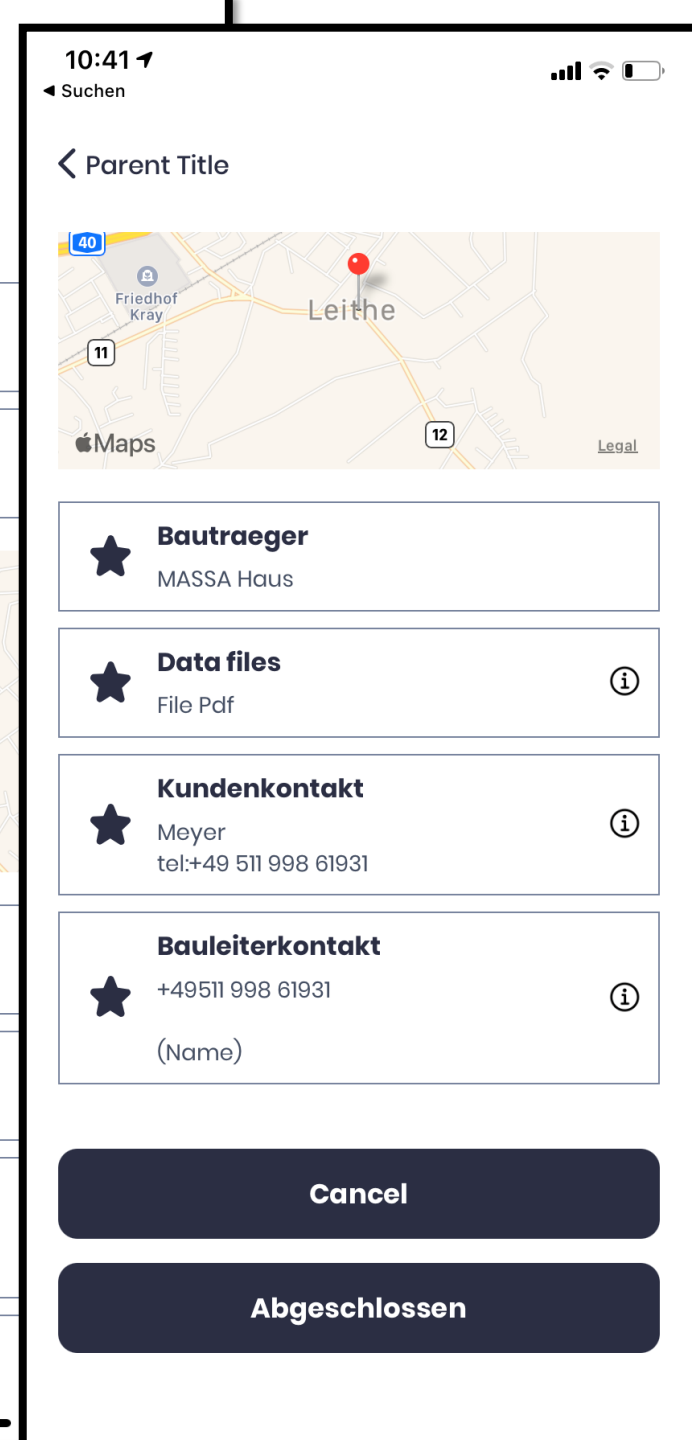 10:41
Suchen
Parent Title
40
Friedhof
Kray
Leithe
11
12
Maps
Legal
Bautraeger
MASSA Haus
Data files
File Pdf
Kundenkontakt
Meyer
tel:+49 511 998 61931
Bauleiterkontakt
+49511 998 61931
(Name)
Cancel
Abgeschlossen